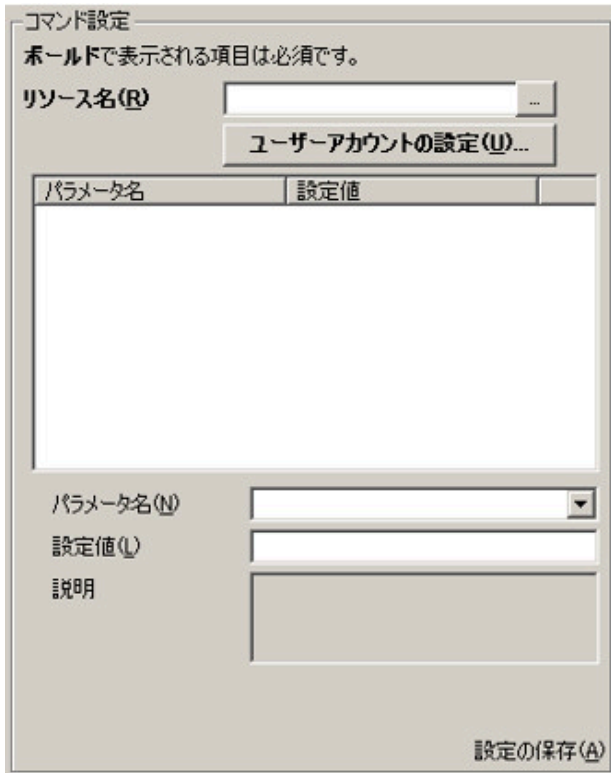 コマンド設定
ボールドで表示される項目は必須です。
リソース名(R)
...
ユーザーアカウントの設定(U)...
パラメータ名 設定値
パラメータ名(N)
設定値(L)
説明
設定の保存(A)